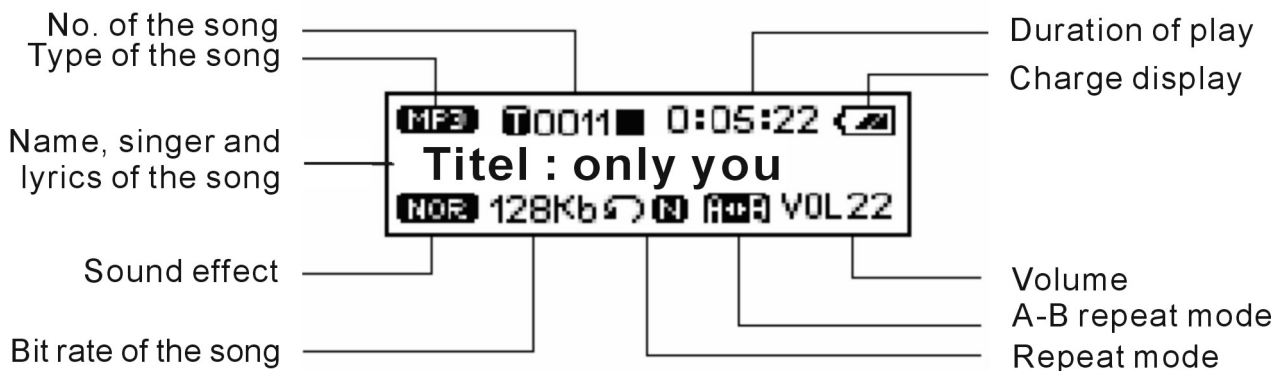 No. of the song
Type of the song
Name, singer and
lyrics of the song
Sound effect
Bit rate of the song
MP3 T0011 0:05:22
Titel : only you
NOR 128Kb N A B VOL22
Duration of play
Charge display
Volume
A-B repeat mode
Repeat mode